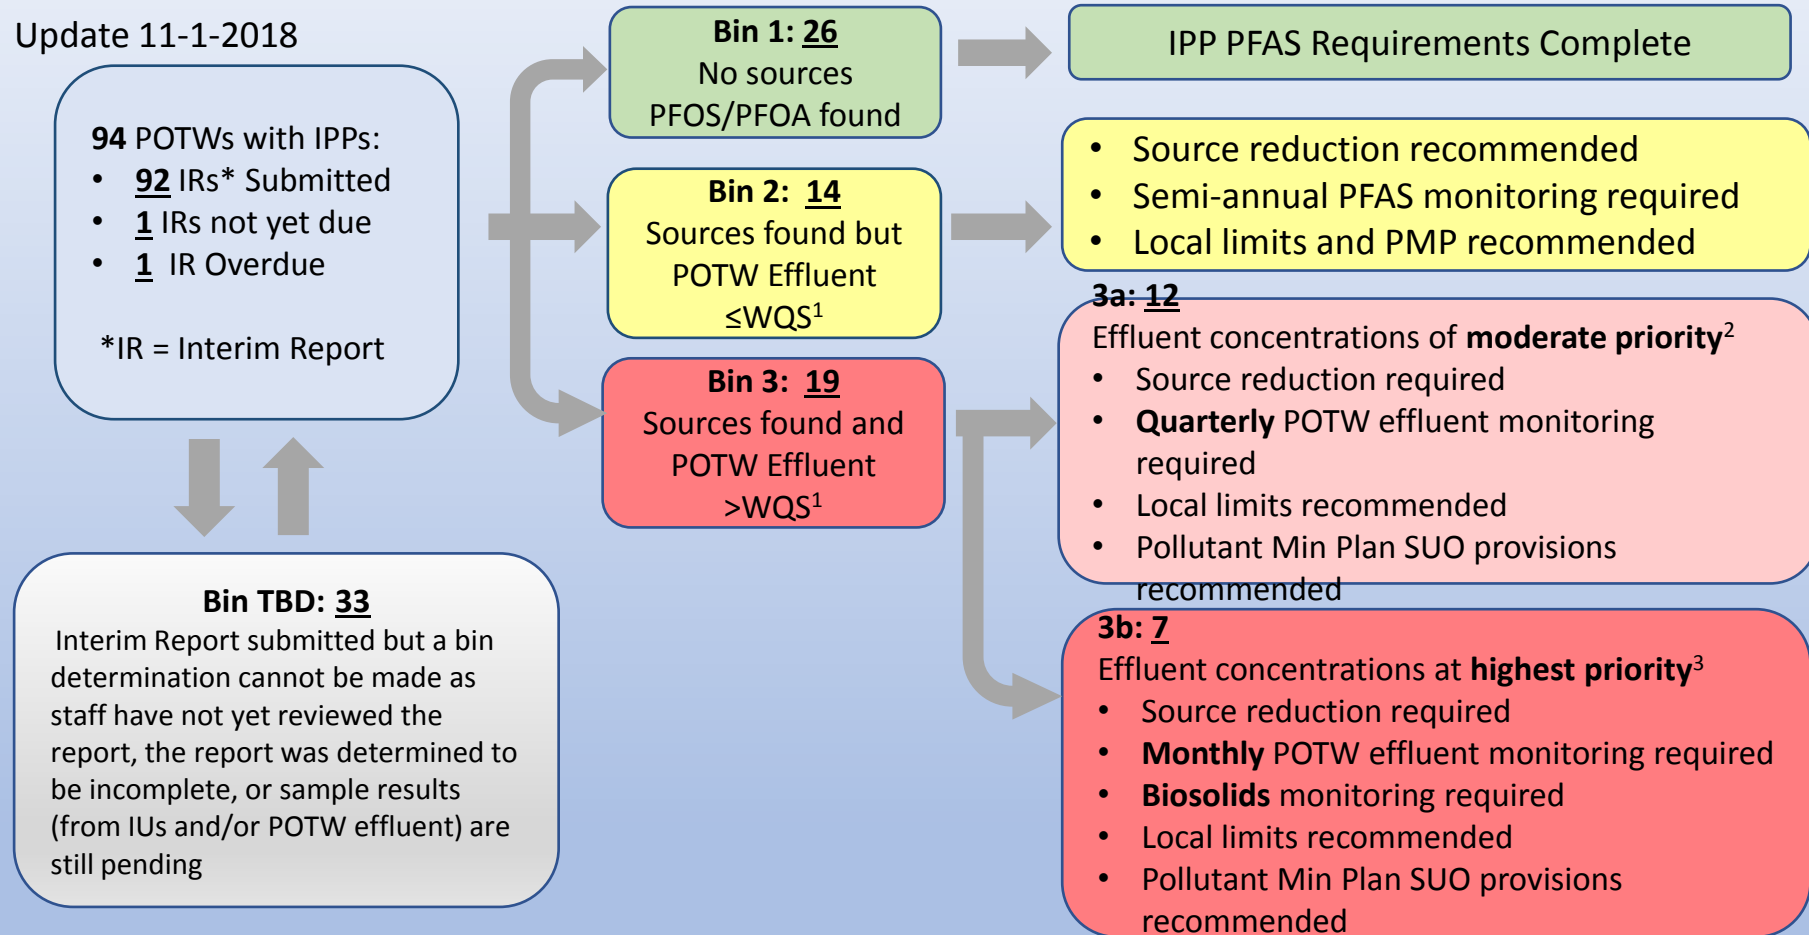 Update 11-1-2018
94 POTWs with IPPs:
• 92 IRs* Submitted
• 1 IRs not yet due
• 1 IR Overdue
*IR = Interim Report
Bin TBD: 33
Interim Report submitted but a bin
determination cannot be made as
staff have not yet reviewed the
report, the report was determined to
be incomplete, or sample results
(from IUs and/or POTW effluent) are
still pending
Bin 1: 26
No sources
PFOS/PFOA found
Bin 2: 14
Sources found but
POTW Effluent
≤WQS¹
Bin 3: 19
Sources found and
POTW Effluent
>WQS¹
IPP PFAS Requirements Complete
• Source reduction recommended
• Semi-annual PFAS monitoring required
• Local limits and PMP recommended
3a: 12
Effluent concentrations of moderate priority²
• Source reduction required
• Quarterly POTW effluent monitoring
required
• Local limits recommended
• Pollutant Min Plan SUO provisions
recommended
3b: 7
Effluent concentrations at highest priority³
• Source reduction required
• Monthly POTW effluent monitoring required
• Biosolids monitoring required
• Local limits recommended
• Pollutant Min Plan SUO provisions
recommended